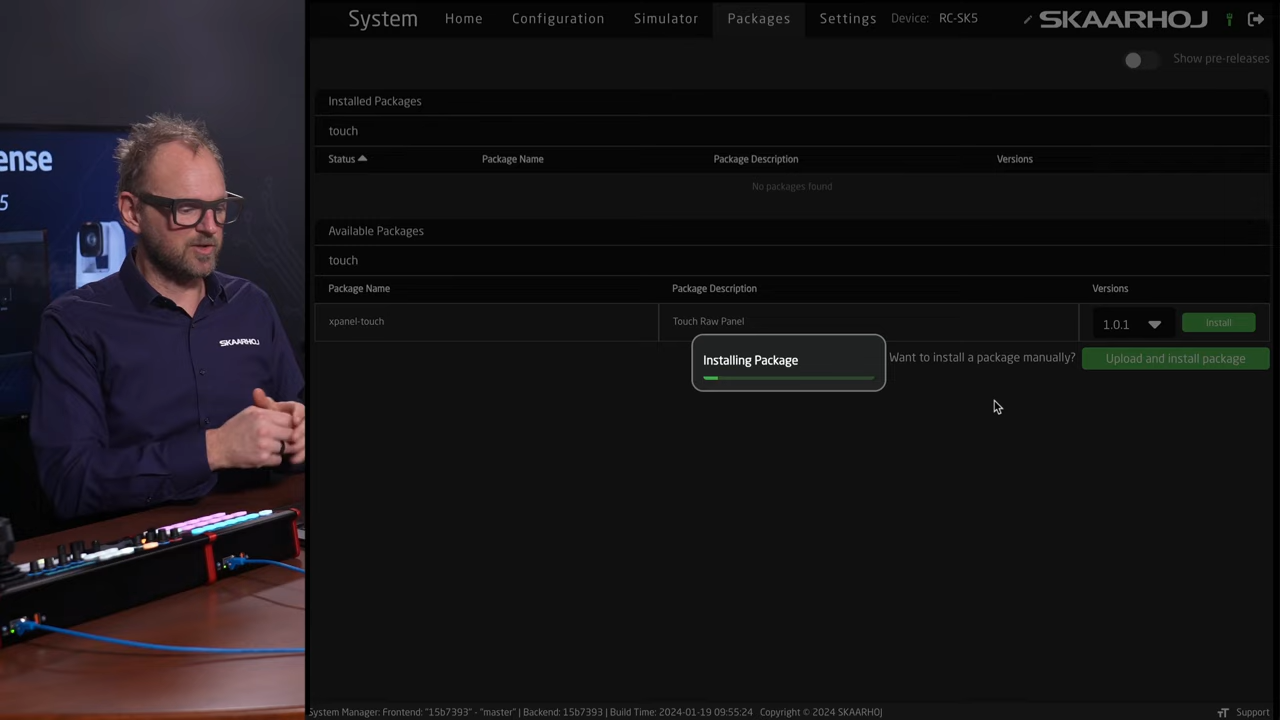 System Home Configuration Simulator Packages Settings Device: RC-SK5 SKAARHOJ
Show pre-releases
Installed Packages
touch
Status Package Name Package Description Versions
No packages found
Available Packages
touch
Package Name Package Description Versions
xpanel-touch Touch Raw Panel 1.0.1 Install
Installing Package
Want to install a package manually? Upload and install package
System Manager: Frontend: "15b7393" - "master" | Backend: 15b7393 | Build Time: 2024-01-19 09:55:24 Copyright © 2024 SKAARHOJ
Support
ense
5
SKAARHOJ